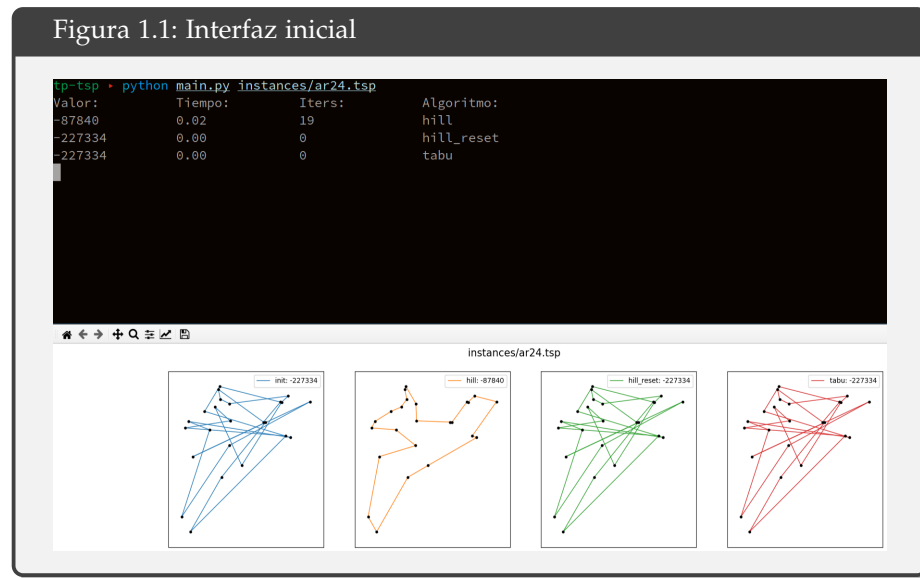 Figura 1.1: Interfaz inicial
tp-tsp ▸ python main.py instances/ar24.tsp
Valor: Tiempo: Iters: Algoritmo:
-87840 0.02 19 hill
-227334 0.00 0 hill_reset
-227334 0.00 0 tabu
instances/ar24.tsp
init: -227334
hill: -87840
hill_reset: -227334
tabu: -227334